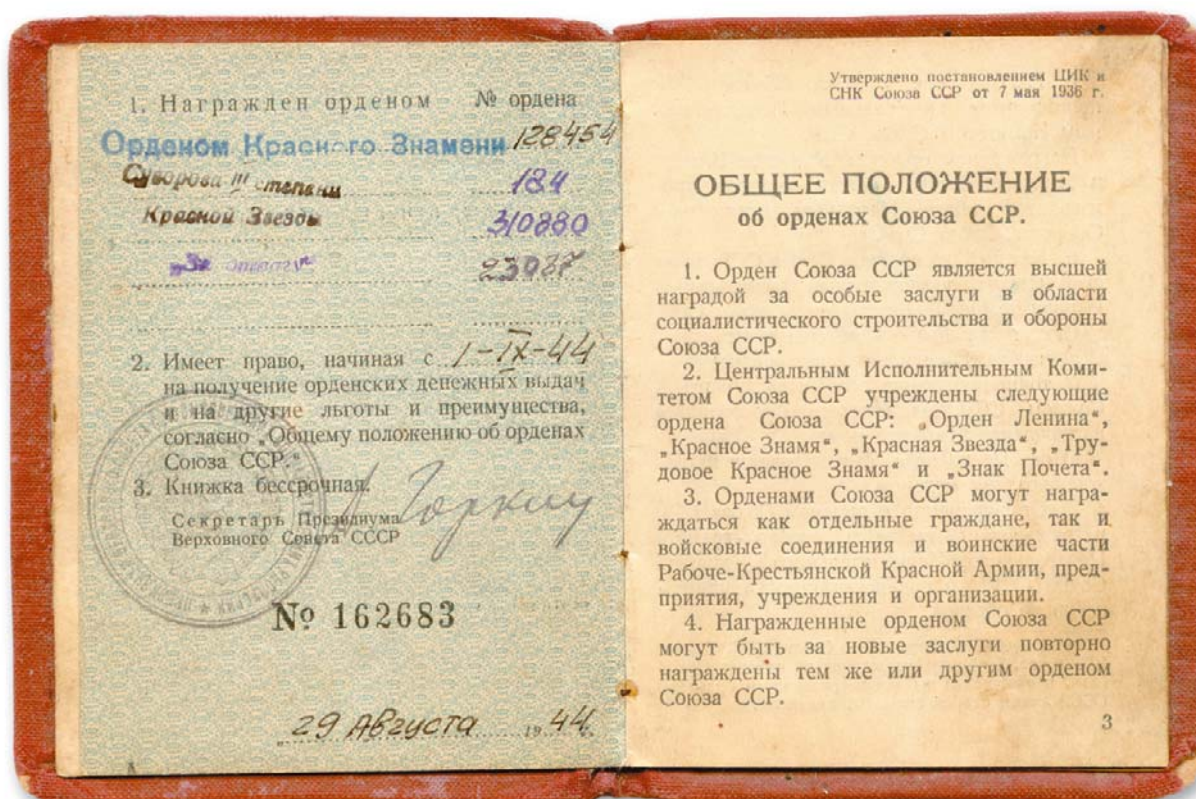 1. Награжден орденом № ордена
Орденом Красного Знамени 128454
Суворова III степени 184
Красной Звезды 310880
„За отвагу“ 23087
2. Имеет право, начиная с 1-IX-44
на получение орденских денежных выдач
и на другие льготы и преимущества,
согласно „Общему положению об орденах
Союза ССР.“
3. Книжка бессрочная.
Секретарь Президиума
Верховного Совета СССР
А Горкин
№ 162683
„29 Августа 1944.
Утверждено постановлением ЦИК и
СНК Союза ССР от 7 мая 1936 г.
ОБЩЕЕ ПОЛОЖЕНИЕ
об орденах Союза ССР.
1. Орден Союза ССР является высшей
наградой за особые заслуги в области
социалистического строительства и обороны
Союза ССР.
2. Центральным Исполнительным Коми-
тетом Союза ССР учреждены следующие
ордена Союза ССР: „Орден Ленина“,
„Красное Знамя“, „Красная Звезда“, „Тру-
довое Красное Знамя“ и „Знак Почета“.
3. Орденами Союза ССР могут награ-
ждаться как отдельные граждане, так и
войсковые соединения и воинские части
Рабоче-Крестьянской Красной Армии, пред-
приятия, учреждения и организации.
4. Награжденные орденом Союза ССР
могут быть за новые заслуги повторно
награждены тем же или другим орденом
Союза ССР.
3